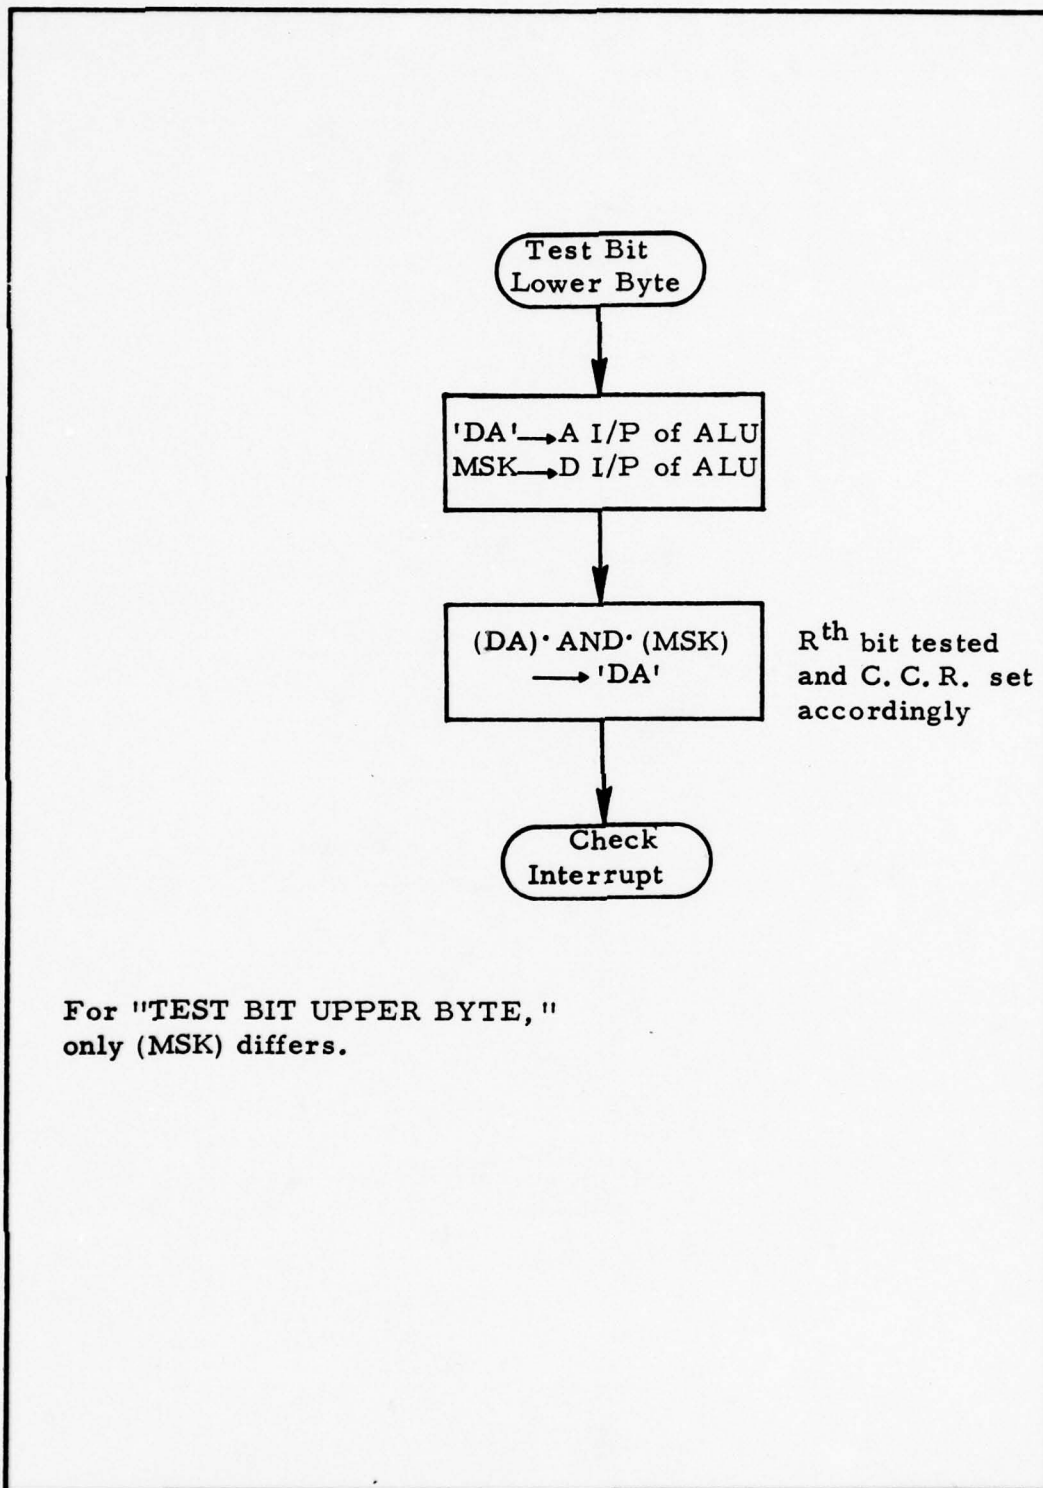 Test Bit
Lower Byte
'DA'→A I/P of ALU
MSK→D I/P of ALU
(DA)·AND·(MSK)
→'DA'
Rth bit tested
and C.C.R. set
accordingly
Check
Interrupt
For "TEST BIT UPPER BYTE,"
only (MSK) differs.